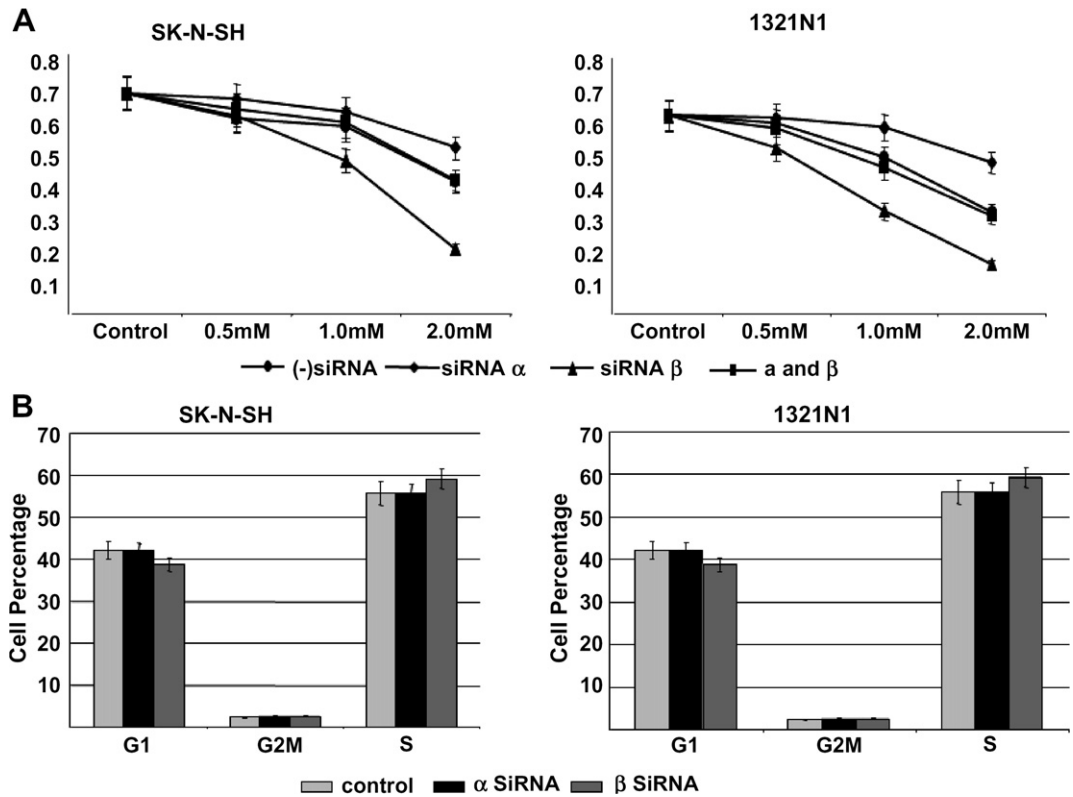 A
SK-N-SH
1321N1
0.8
0.7
0.6
0.5
0.4
0.3
0.2
0.1
Control 0.5mM 1.0mM 2.0mM
0.8
0.7
0.6
0.5
0.4
0.3
0.2
0.1
Control 0.5mM 1.0mM 2.0mM
(-)siRNA siRNA α siRNA β a and β
B
SK-N-SH
1321N1
Cell Percentage
70
60
50
40
30
20
10
G1 G2M S
Cell Percentage
70
60
50
40
30
20
10
G1 G2M S
control α SiRNA β SiRNA